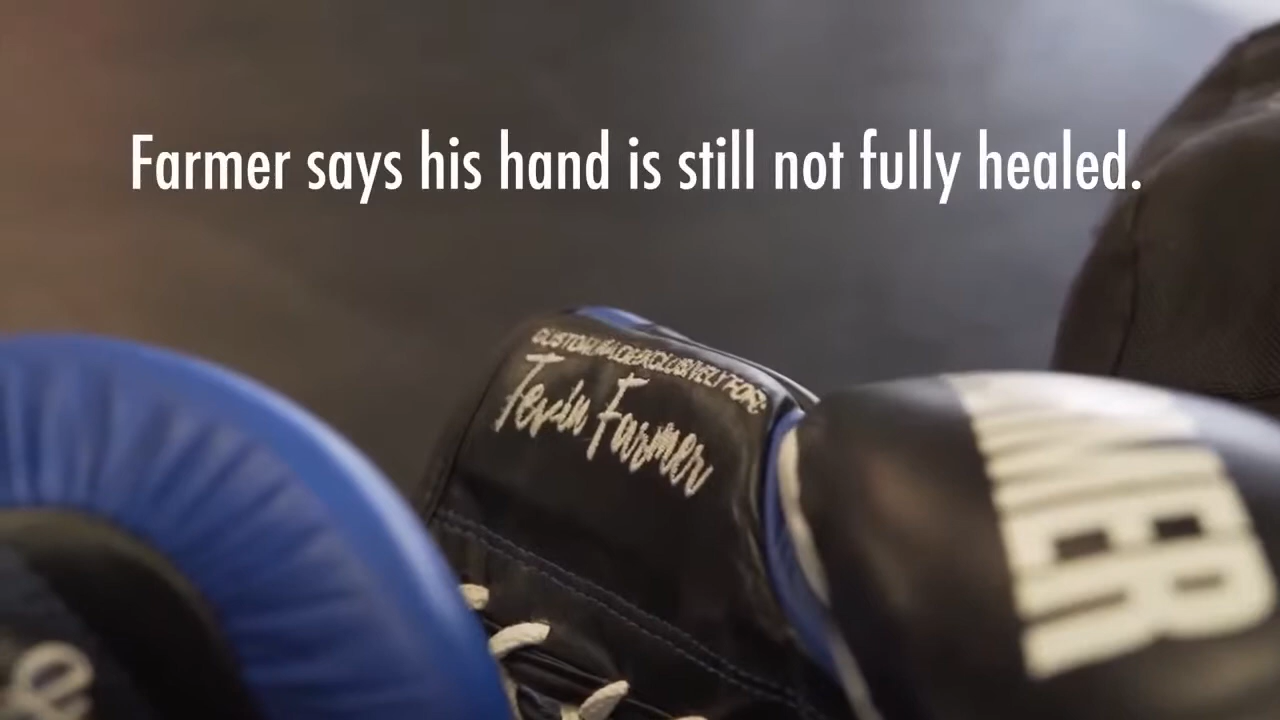 Farmer says his hand is still not fully healed.
CUSTOM MADE EXCLUSIVELY FOR:
Tevin Farmer